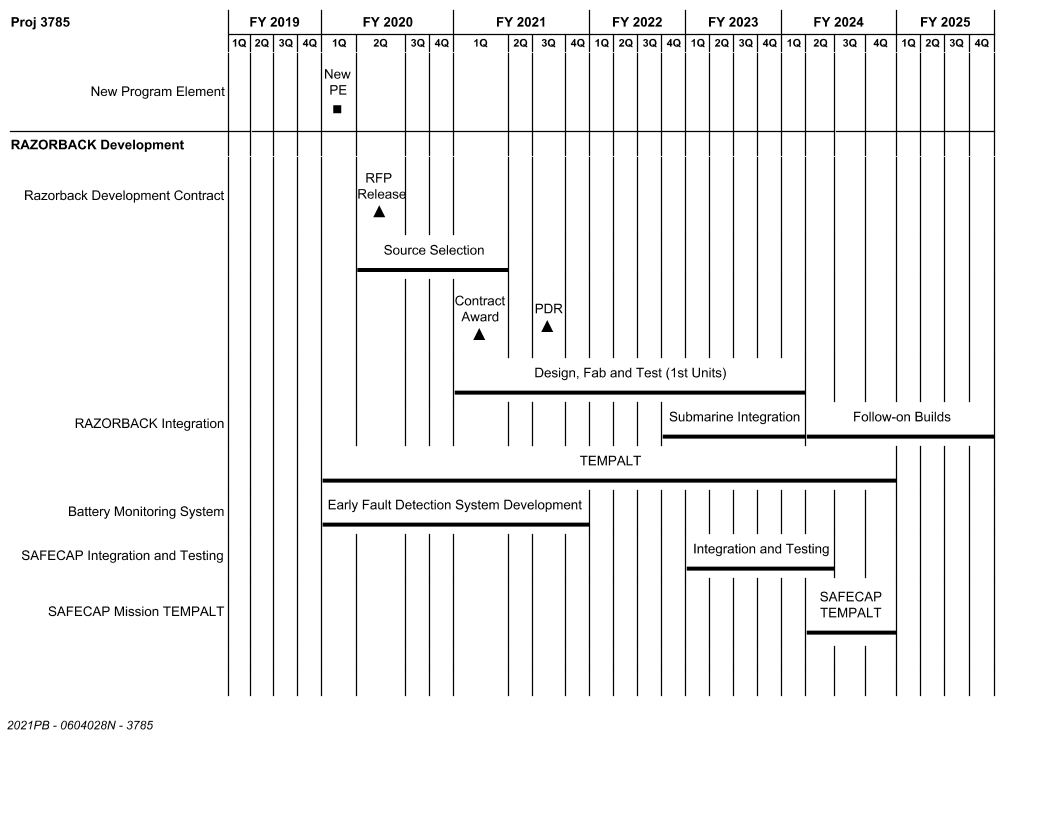 Proj 3785 FY 2019 FY 2020 FY 2021 FY 2022 FY 2023 FY 2024 FY 2025
1Q 2Q 3Q 4Q 1Q 2Q 3Q 4Q 1Q 2Q 3Q 4Q 1Q 2Q 3Q 4Q 1Q 2Q 3Q 4Q 1Q 2Q 3Q 4Q 1Q 2Q 3Q 4Q
New
PE
New Program Element
RAZORBACK Development
RFP
Release
Razorback Development Contract
Source Selection
Contract
Award
PDR
Design, Fab and Test (1st Units)
RAZORBACK Integration
Submarine Integration
Follow-on Builds
TEMPALT
Battery Monitoring System
Early Fault Detection System Development
SAFECAP Integration and Testing
Integration and Testing
SAFECAP Mission TEMPALT
SAFECAP
TEMPALT
2021PB - 0604028N - 3785